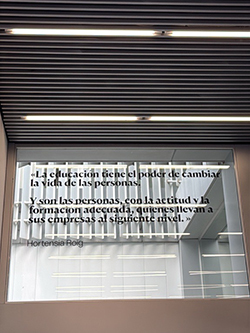 «La educación tiene el poder de cambiar
la vida de las personas.
Y son las personas, con la actitud y la
formación adecuada, quienes llevan a
sus empresas al siguiente nivel.»
Hortensia Roig